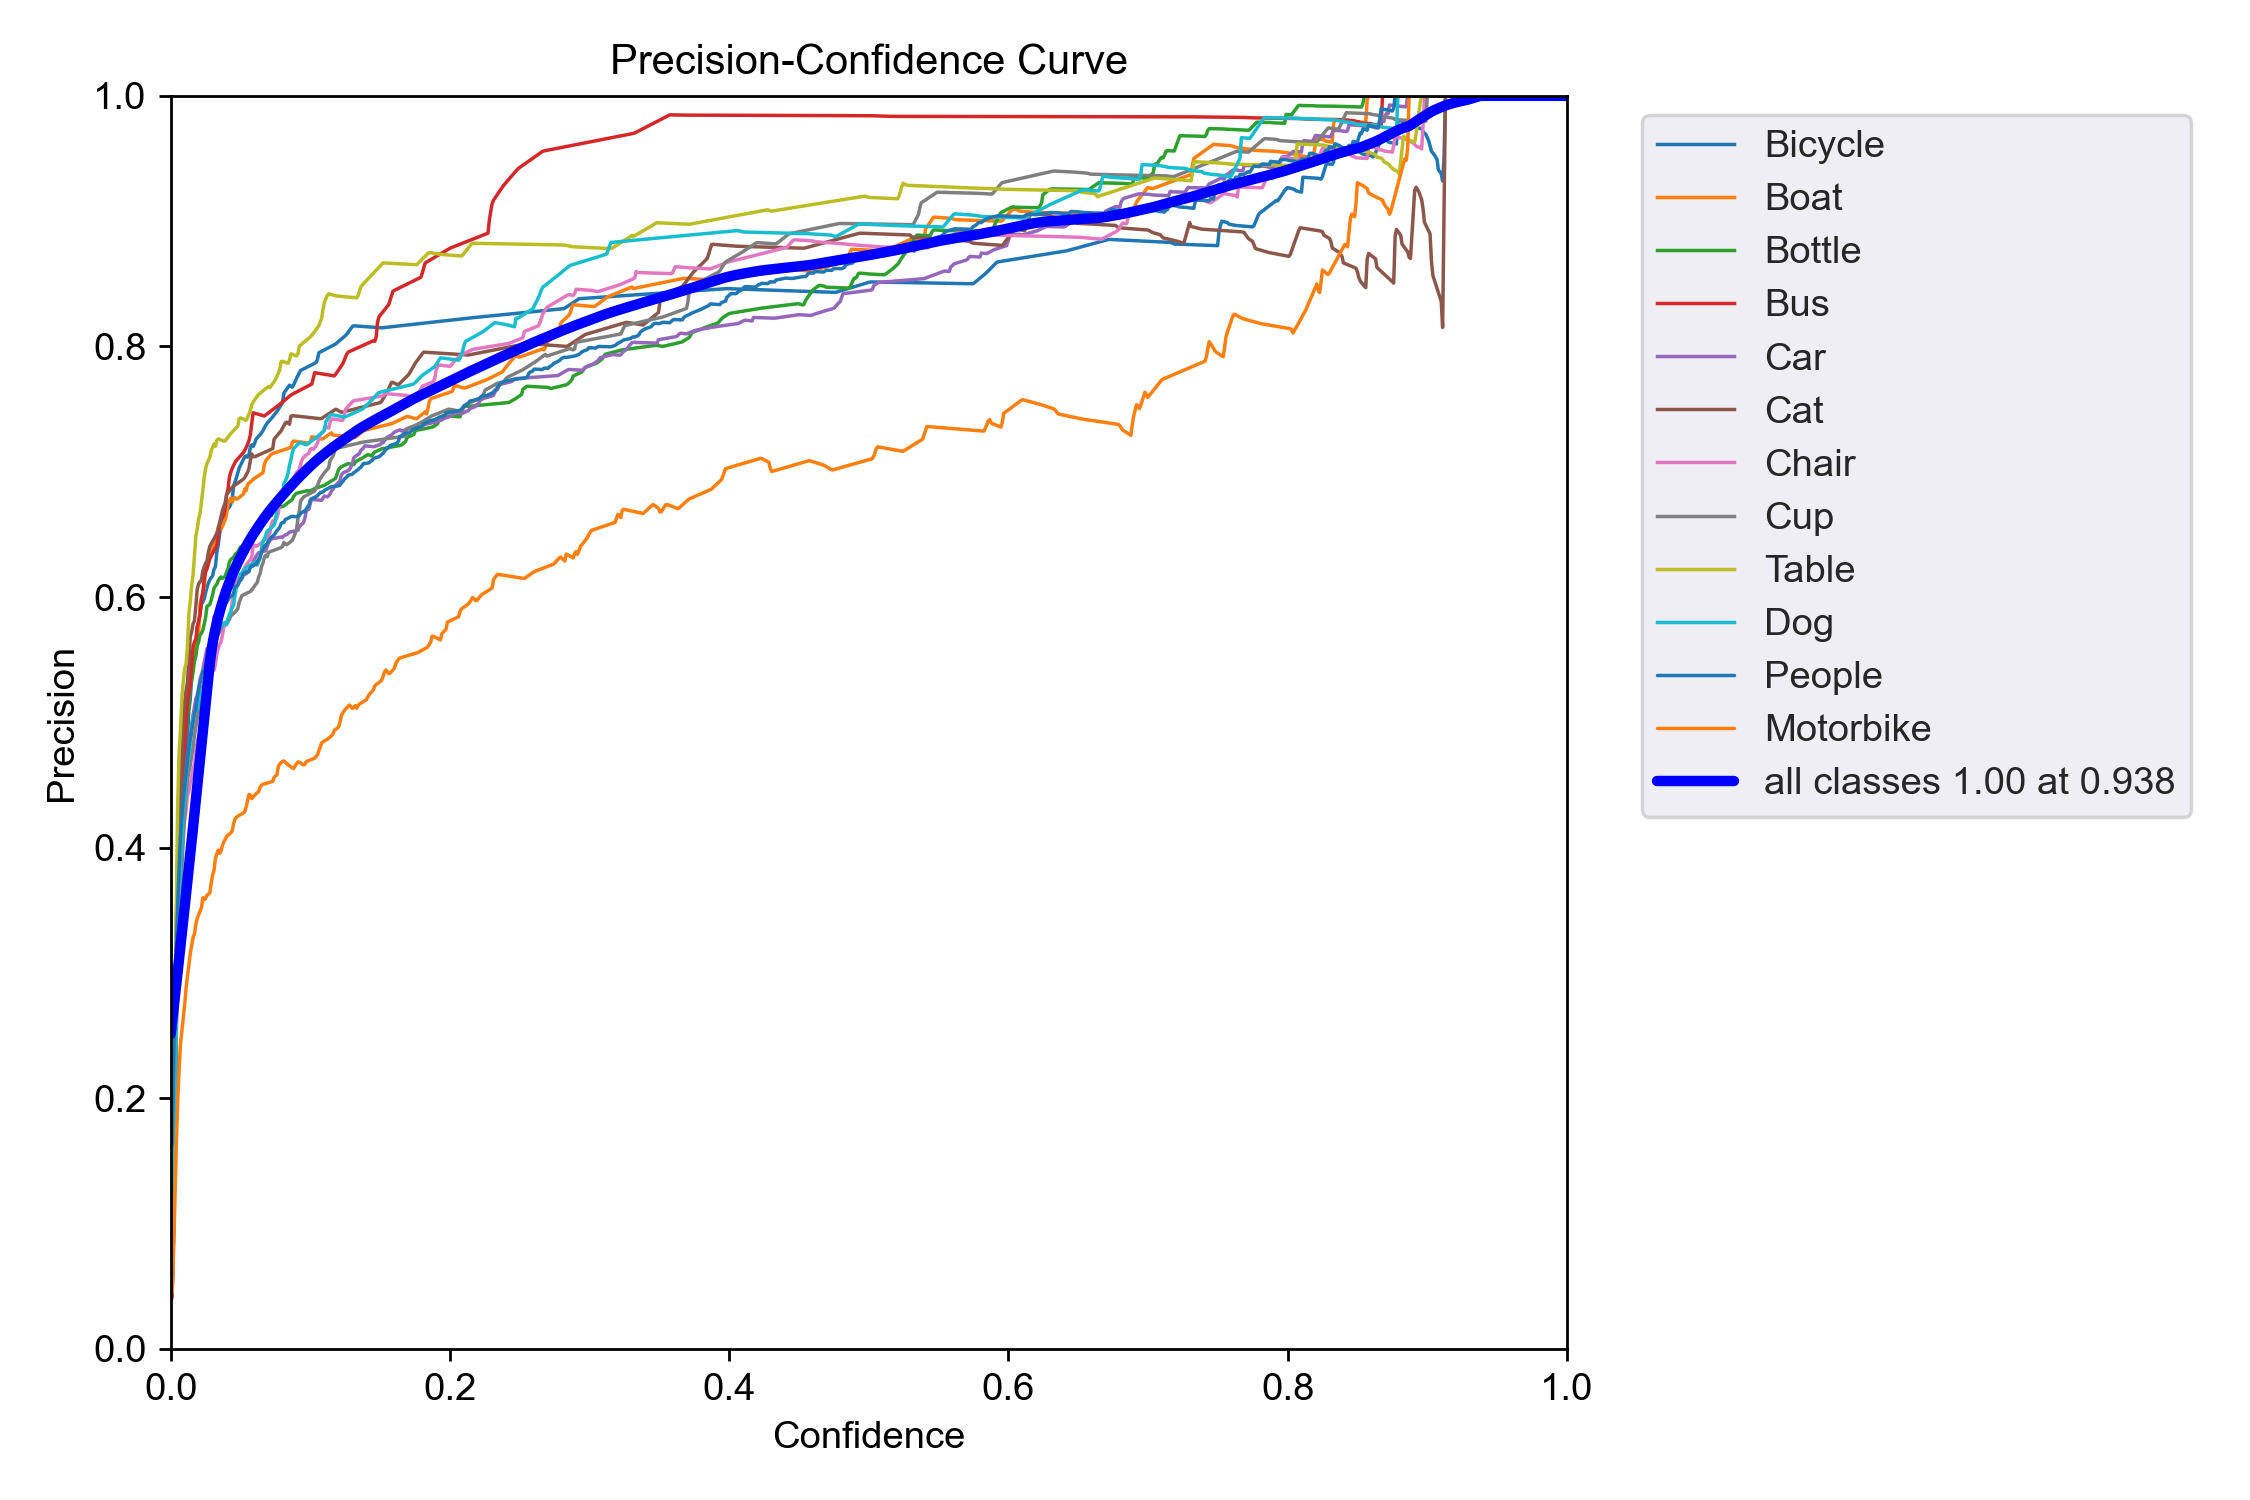 Precision-Confidence Curve
1.0
0.8
0.6
0.4
0.2
0.0
Precision
0.0 0.2 0.4 0.6 0.8 1.0
Confidence
Bicycle
Boat
Bottle
Bus
Car
Cat
Chair
Cup
Table
Dog
People
Motorbike
all classes 1.00 at 0.938